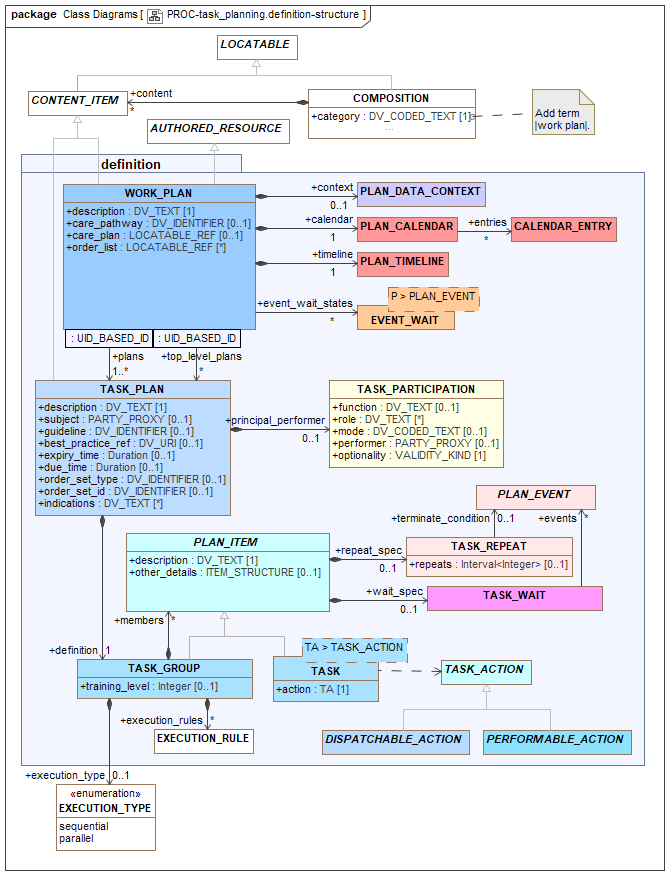 package Class Diagrams [ PROC-task_planning.definition-structure ]
LOCATABLE
CONTENT_ITEM
+content
*
COMPOSITION
+category : DV_CODED_TEXT [1]
...
Add term
|work plan|.
AUTHORED_RESOURCE
definition
WORK_PLAN
+description : DV_TEXT [1]
+care_pathway : DV_IDENTIFIER [0..1]
+care_plan : LOCATABLE_REF [0..1]
+order_list : LOCATABLE_REF [*]
+context
0..1
PLAN_DATA_CONTEXT
+calendar
1
PLAN_CALENDAR
+entries
*
CALENDAR_ENTRY
+timeline
1
PLAN_TIMELINE
+event_wait_states
*
P > PLAN_EVENT
EVENT_WAIT
: UID_BASED_ID
: UID_BASED_ID
+plans
1..*
+top_level_plans
*
TASK_PLAN
+description : DV_TEXT [1]
+subject : PARTY_PROXY [0..1]
+guideline : DV_IDENTIFIER [0..1]
+best_practice_ref : DV_URI [0..1]
+expiry_time : Duration [0..1]
+due_time : Duration [0..1]
+order_set_type : DV_IDENTIFIER [0..1]
+order_set_id : DV_IDENTIFIER [0..1]
+indications : DV_TEXT [*]
+principal_performer
0..1
TASK_PARTICIPATION
+function : DV_TEXT [0..1]
+role : DV_TEXT [*]
+mode : DV_CODED_TEXT [0..1]
+performer : PARTY_PROXY [0..1]
+optionality : VALIDITY_KIND [1]
PLAN_EVENT
+terminate_condition
0..1
+events
*
PLAN_ITEM
+description : DV_TEXT [1]
+other_details : ITEM_STRUCTURE [0..1]
+repeat_spec
0..1
TASK_REPEAT
+repeats : Interval<Integer> [0..1]
+wait_spec
0..1
TASK_WAIT
+members
*
+definition
1
TASK_GROUP
+training_level : Integer [0..1]
TA > TASK_ACTION
TASK
+action : TA [1]
TASK_ACTION
+execution_rules
*
EXECUTION_RULE
DISPATCHABLE_ACTION
PERFORMABLE_ACTION
+execution_type
0..1
«enumeration»
EXECUTION_TYPE
sequential
parallel